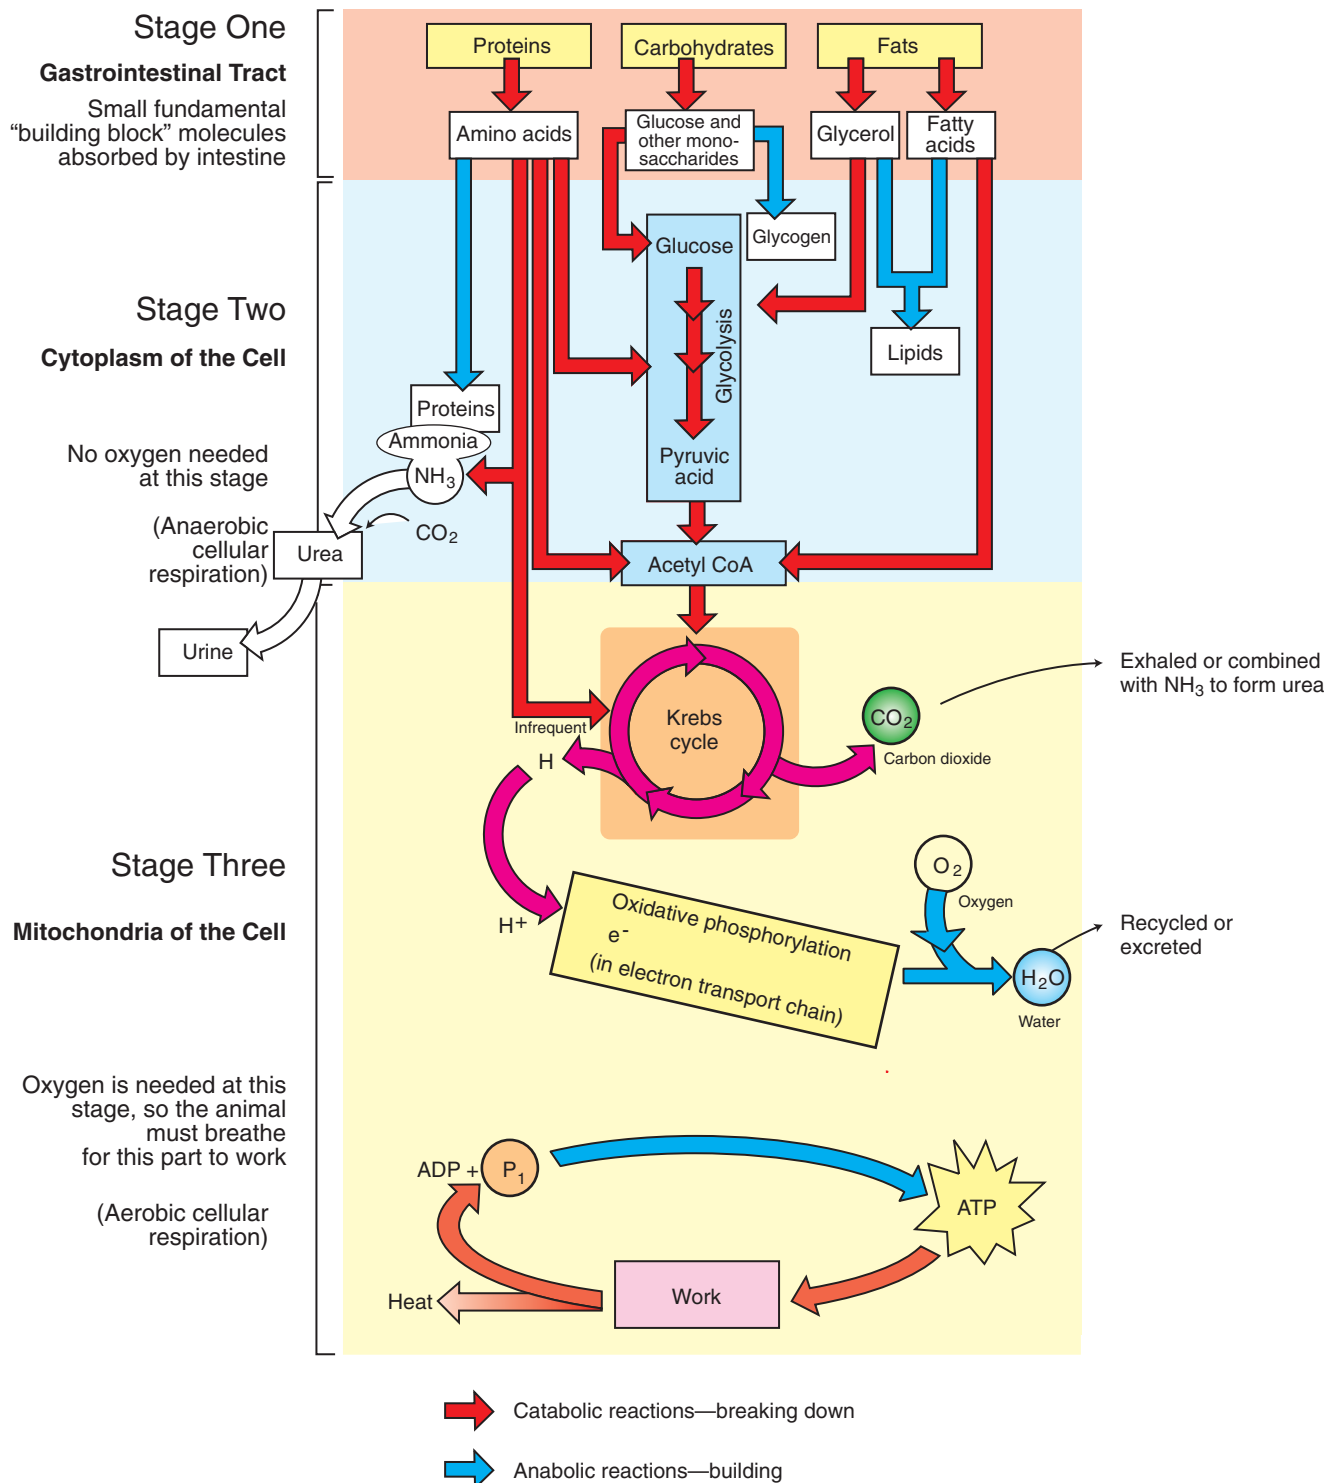 Stage One
Gastrointestinal Tract
Small fundamental
“building block” molecules
absorbed by intestine
Proteins
Carbohydrates
Fats
Amino acids
Glucose and
other mono-
saccharides
Glycerol
Fatty
acids
Stage Two
Cytoplasm of the Cell
No oxygen needed
at this stage
(Anaerobic
cellular
respiration)
Glucose
Glycolysis
Pyruvic
acid
Glycogen
Lipids
Proteins
Ammonia
NH3
CO2
Urea
Urine
Acetyl CoA
Stage Three
Mitochondria of the Cell
Oxygen is needed at this
stage, so the animal
must breathe
for this part to work
(Aerobic cellular
respiration)
Infrequent
Krebs
cycle
H
CO2
Carbon dioxide
Exhaled or combined
with NH3 to form urea
H+
Oxidative phosphorylation
e-
(in electron transport chain)
O2
Oxygen
H2O
Water
Recycled or
excreted
ADP + P1
ATP
Work
Heat
Catabolic reactions—breaking down
Anabolic reactions—building